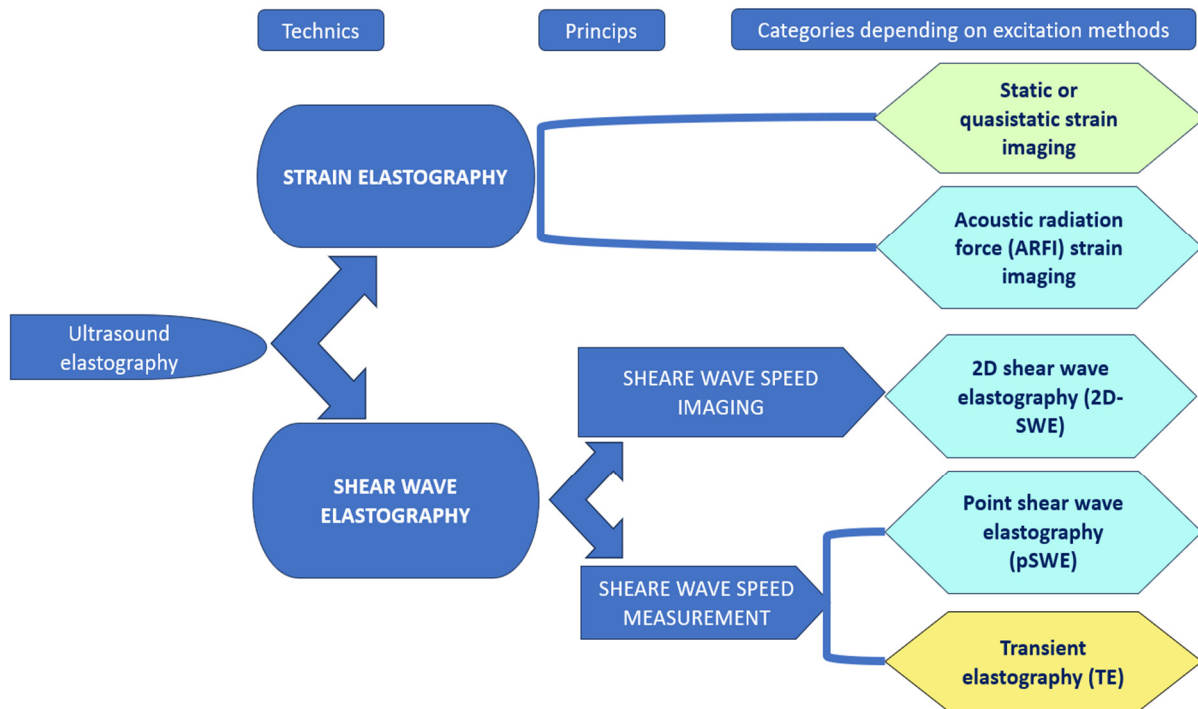 Technics
Princips
Categories depending on excitation methods
Static or
quasistatic strain
imaging
STRAIN ELASTOGRAPHY
Acoustic radiation
force (ARFI) strain
imaging
Ultrasound
elastography
SHEARE WAVE SPEED
IMAGING
2D shear wave
elastography (2D-
SWE)
SHEAR WAVE
ELASTOGRAPHY
Point shear wave
elastography
(pSWE)
SHEARE WAVE SPEED
MEASUREMENT
Transient
elastography (TE)